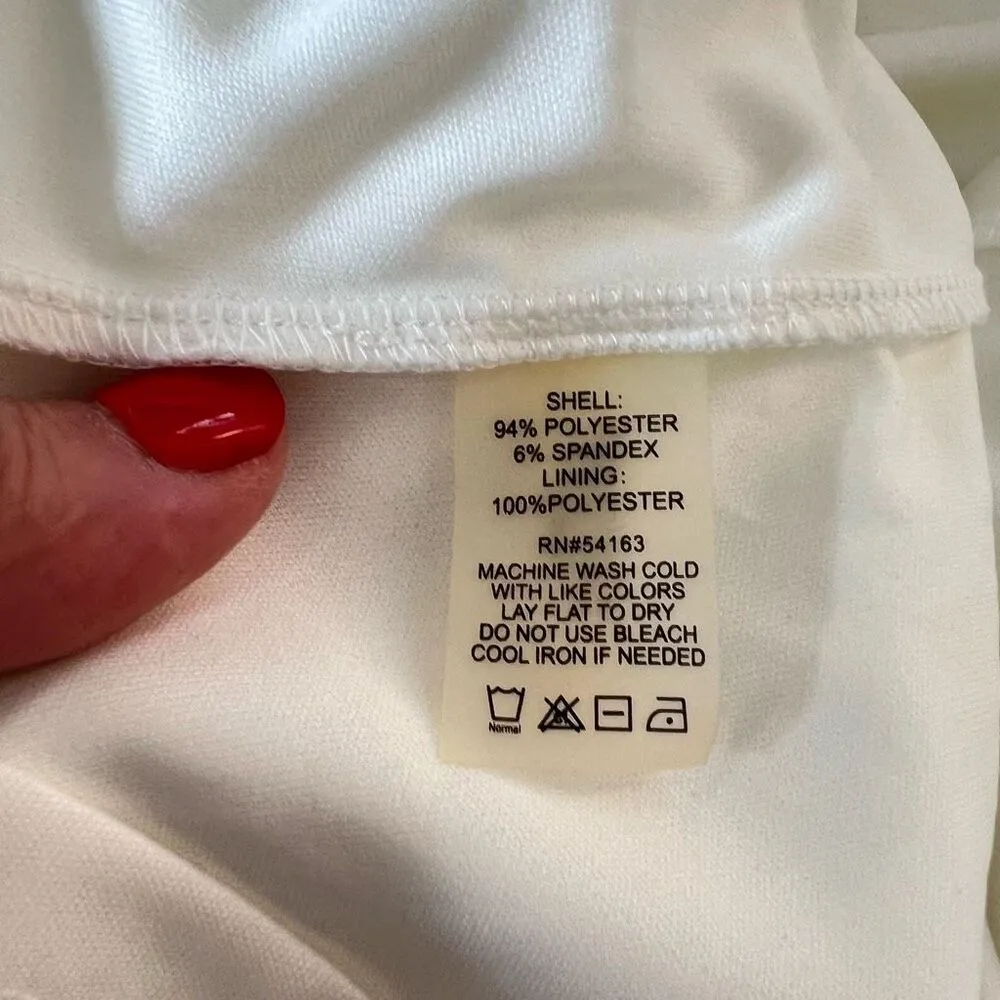 SHELL:
94% POLYESTER
6% SPANDEX
LINING:
100%POLYESTER
RN#54163
MACHINE WASH COLD
WITH LIKE COLORS
LAY FLAT TO DRY
DO NOT USE BLEACH
COOL IRON IF NEEDED
Normal